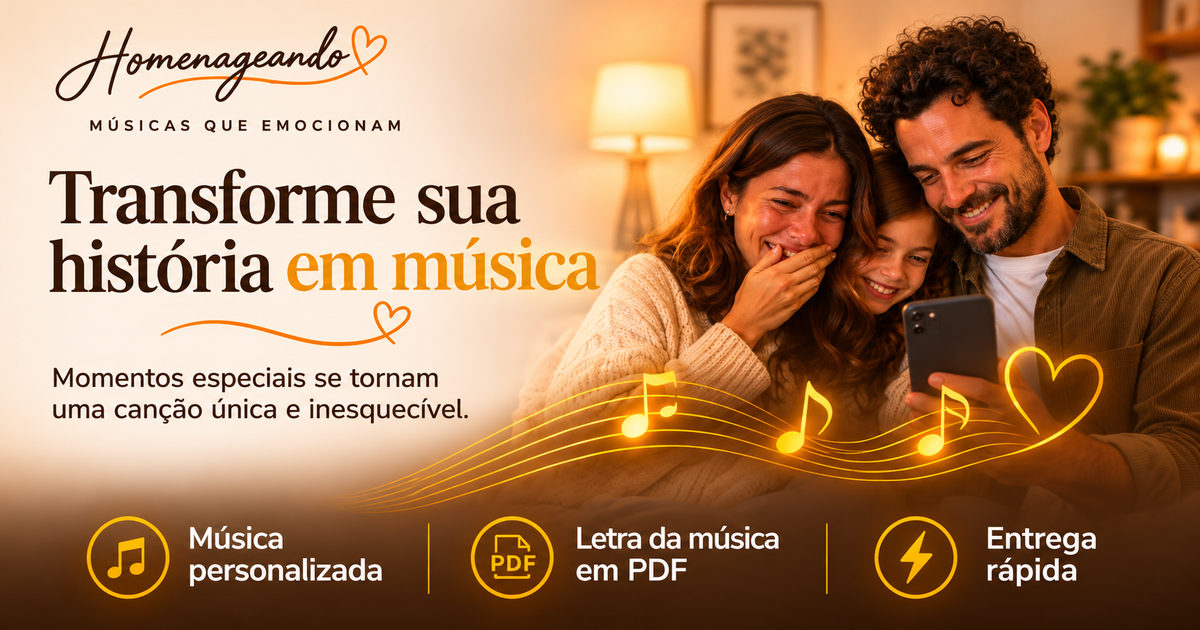 Homenageando
MÚSICAS QUE EMOCIONAM
Transforme sua
história em música
Momentos especiais se tornam
uma canção única e inesquecível.
Música
personalizada
PDF
Letra da música
em PDF
Entrega
rápida